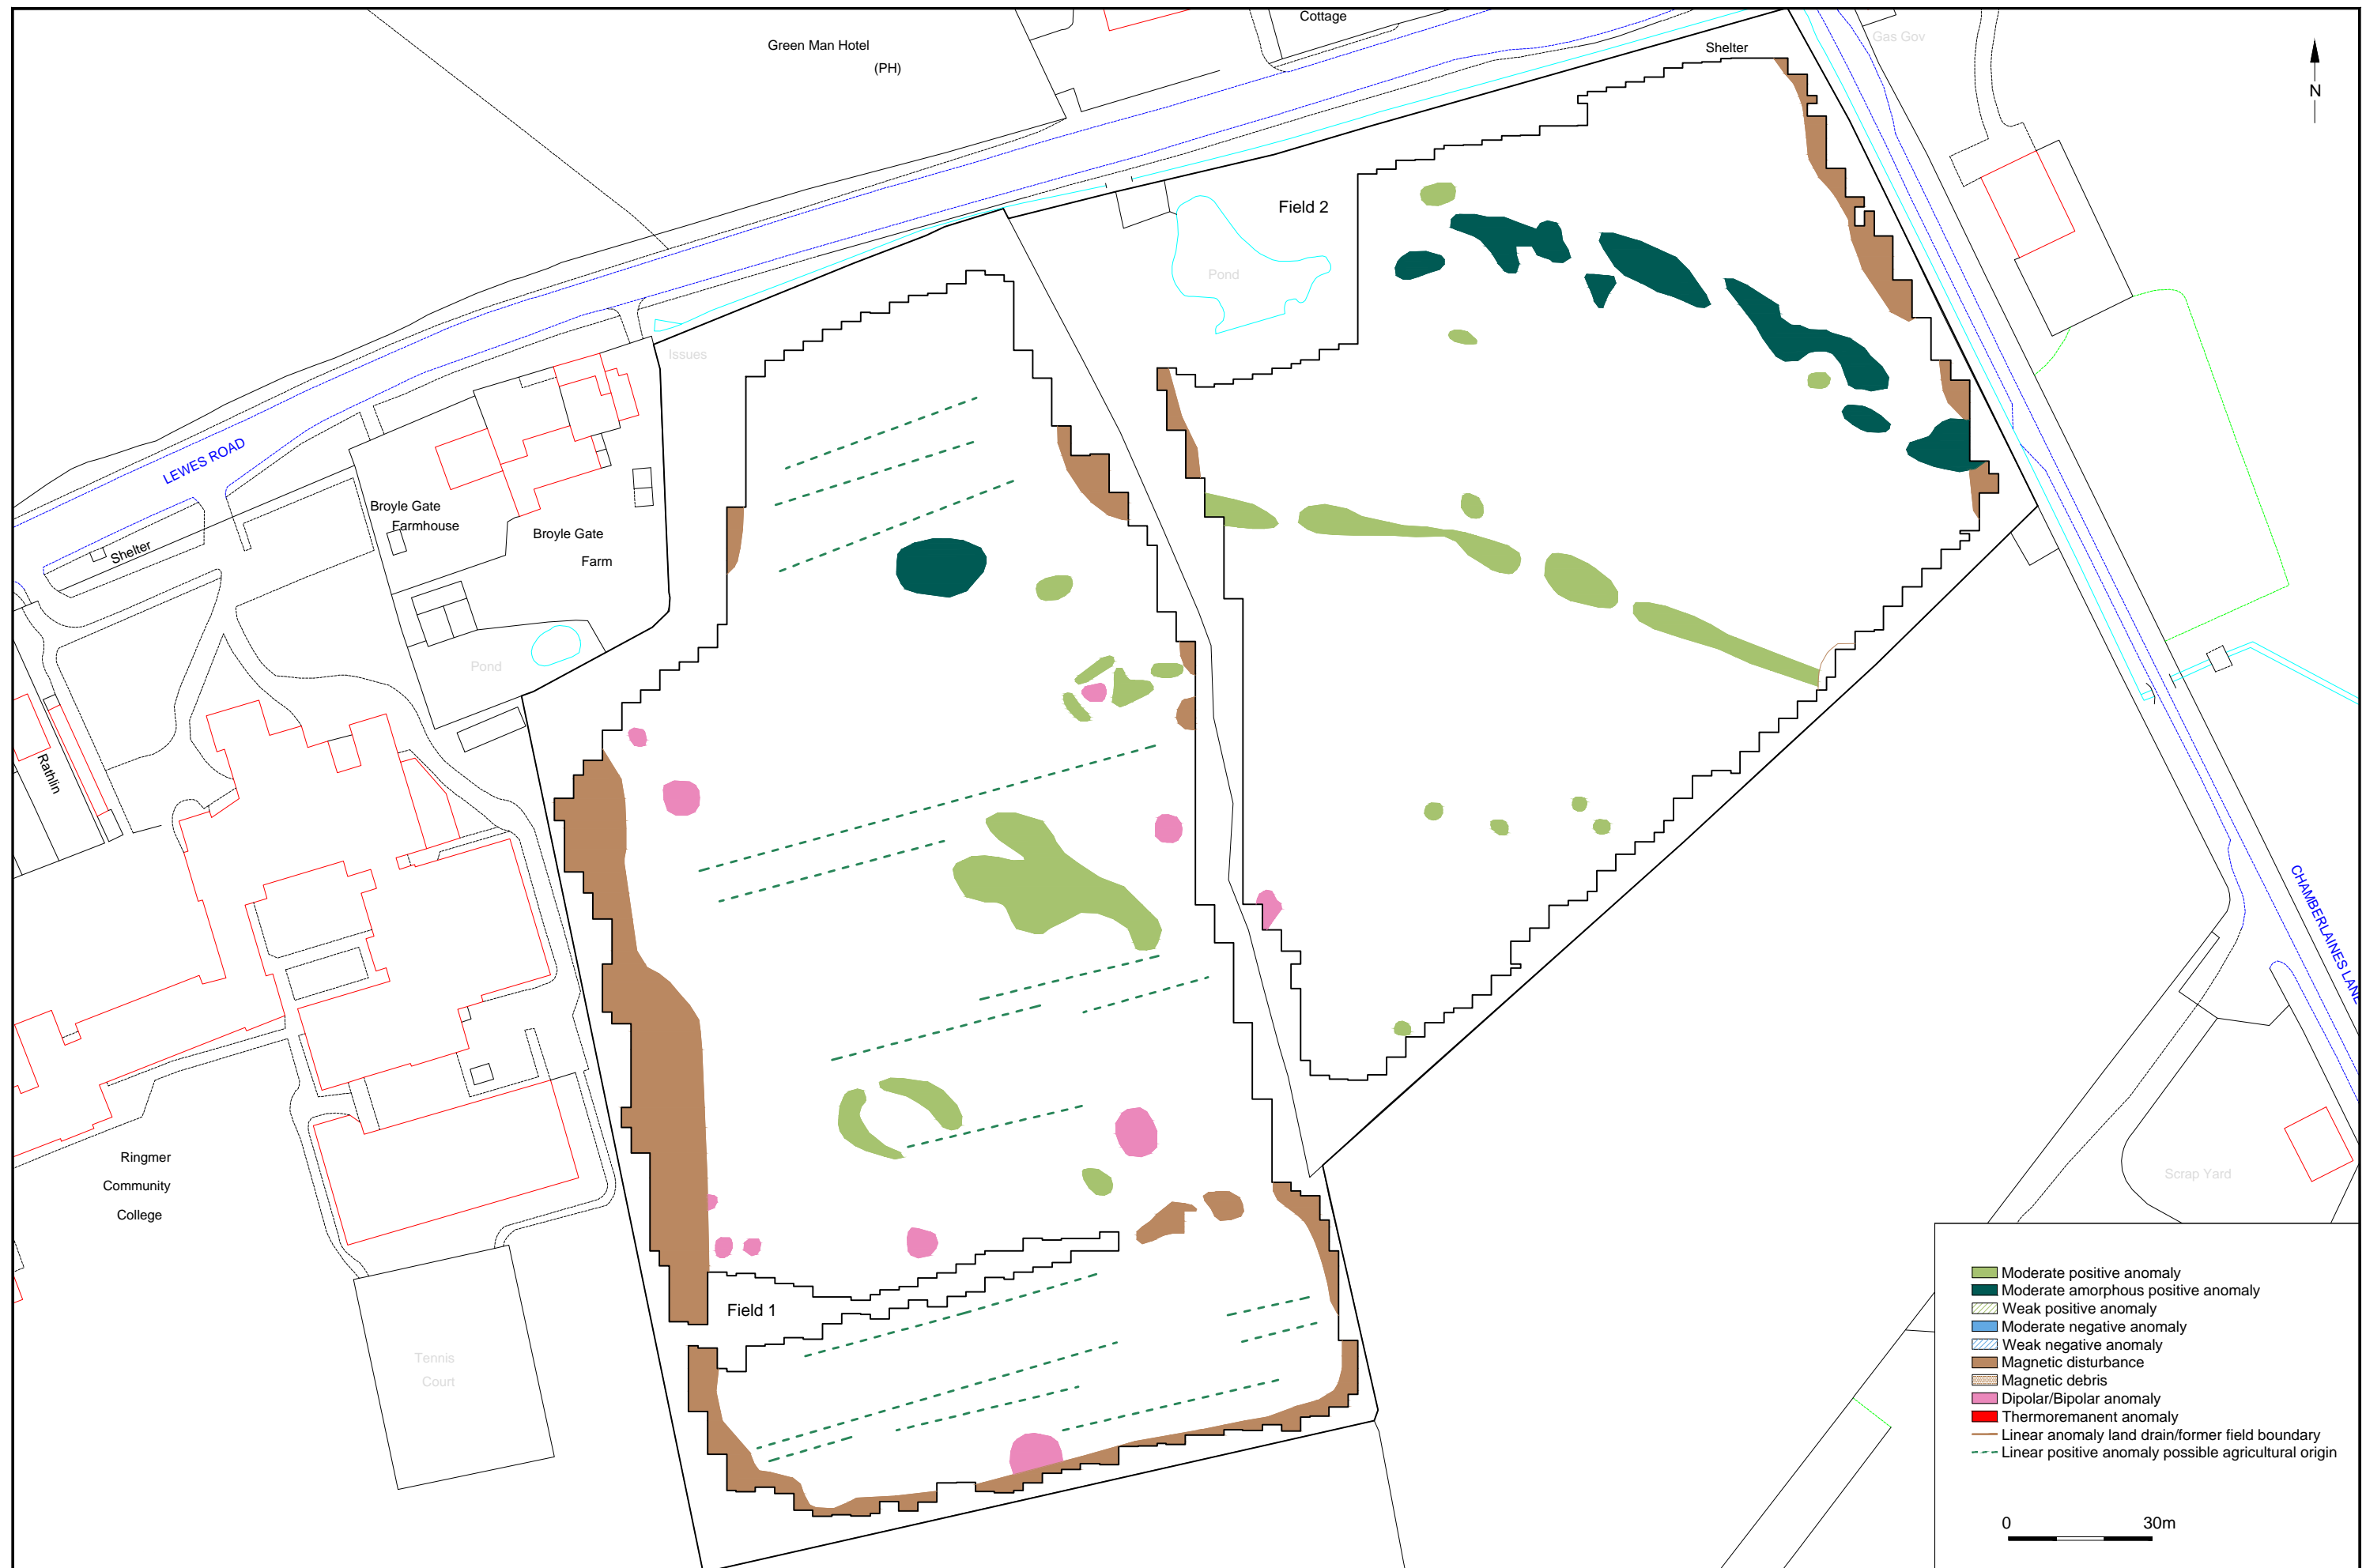 Cottage
Green Man Hotel
(PH)
Shelter
Gas Gov
N
Field 2
Pond
Issues
LEWES ROAD
Broyle Gate
Farmhouse
Broyle Gate
Farm
Shelter
Pond
Rathlin
CHAMBERLAINES LANE
Ringmer
Community
College
Scrap Yard
Field 1
Tennis
Court
Moderate positive anomaly
Moderate amorphous positive anomaly
Weak positive anomaly
Moderate negative anomaly
Weak negative anomaly
Magnetic disturbance
Magnetic debris
Dipolar/Bipolar anomaly
Thermoremanent anomaly
Linear anomaly land drain/former field boundary
Linear positive anomaly possible agricultural origin
0 30m